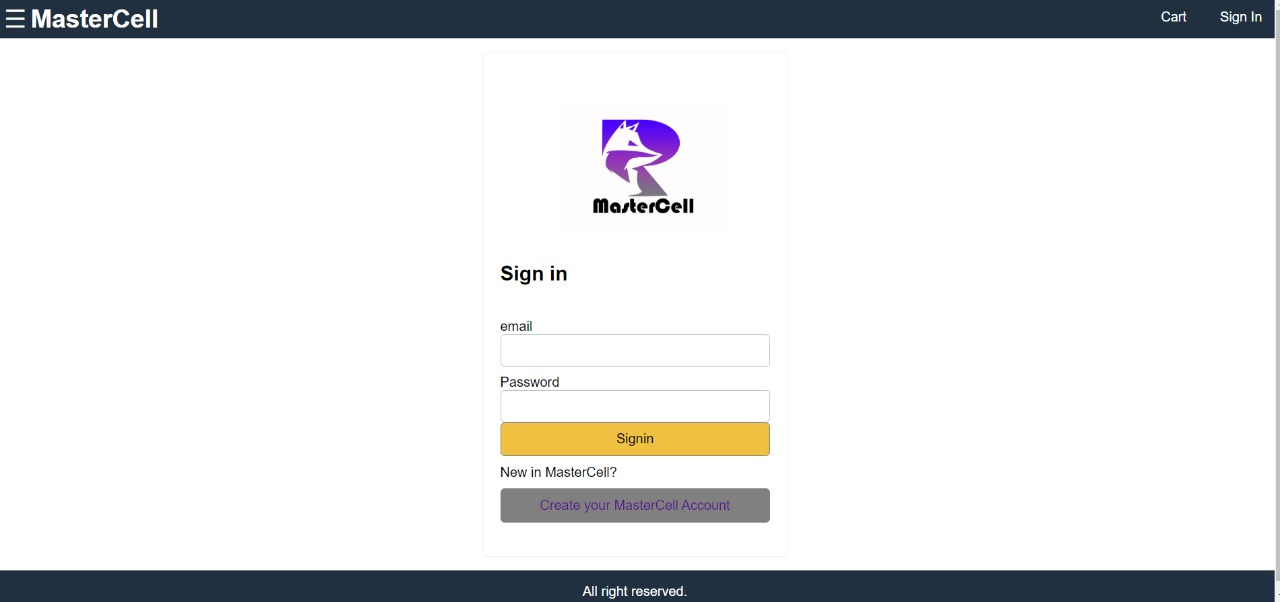 ☰ MasterCell
Cart
Sign In
MasterCell
Sign in
email
Password
Signin
New in MasterCell?
Create your MasterCell Account
All right reserved.